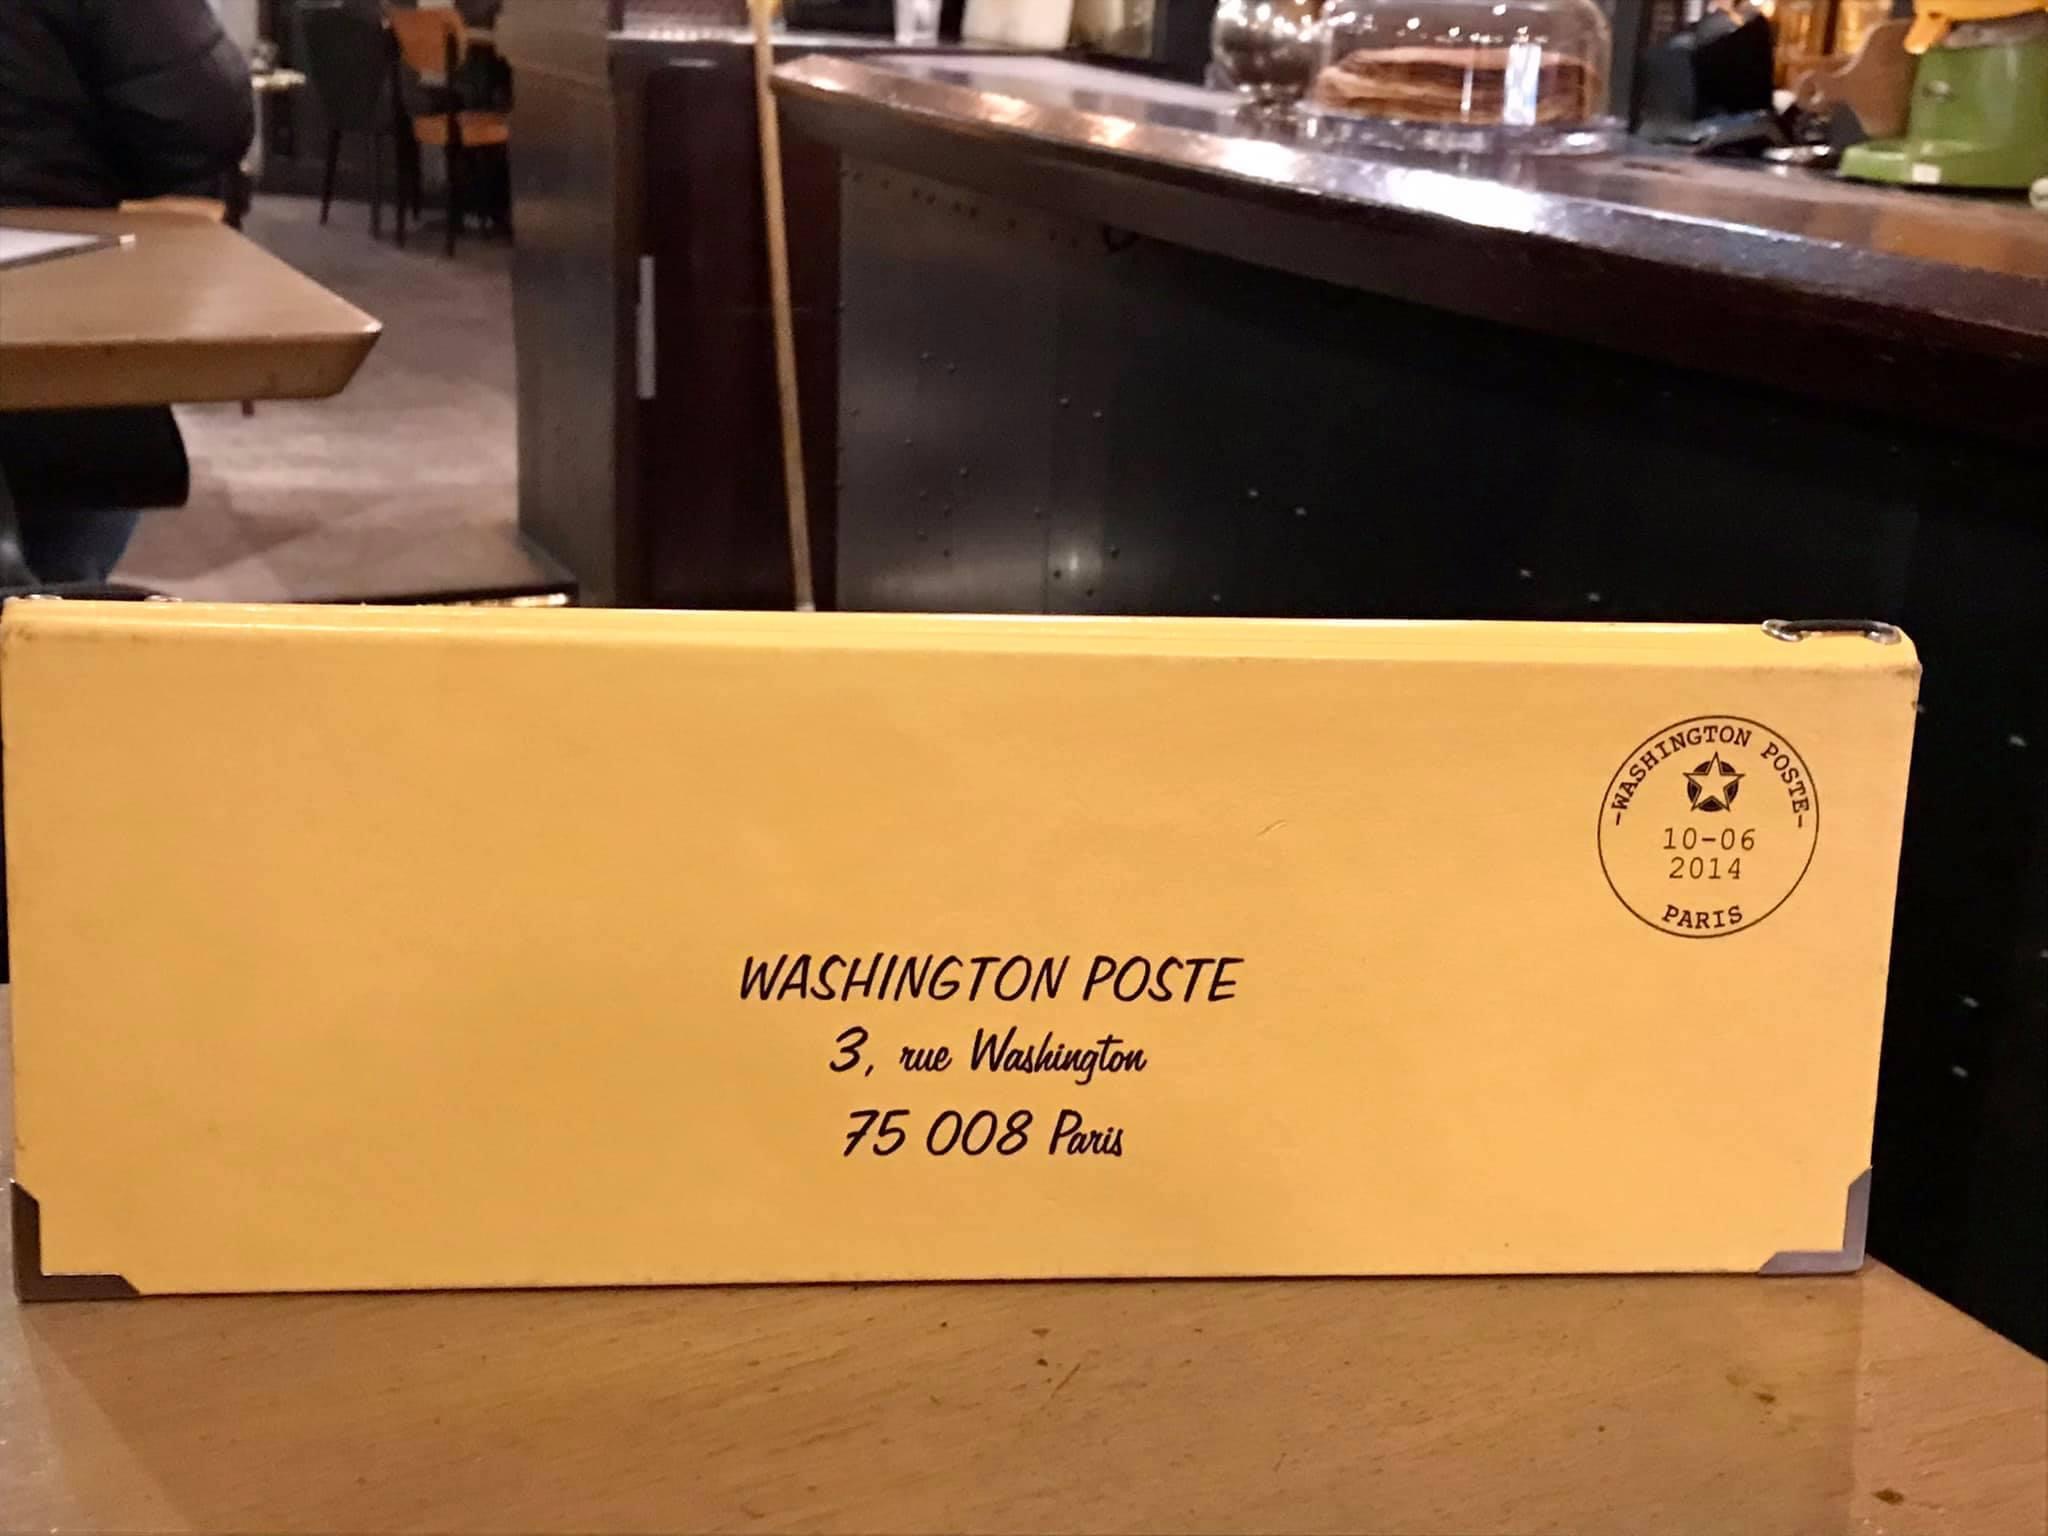 -WASHINGTON POSTE-
10-06
2014
PARIS
WASHINGTON POSTE
3, rue Washington
75 008 Paris